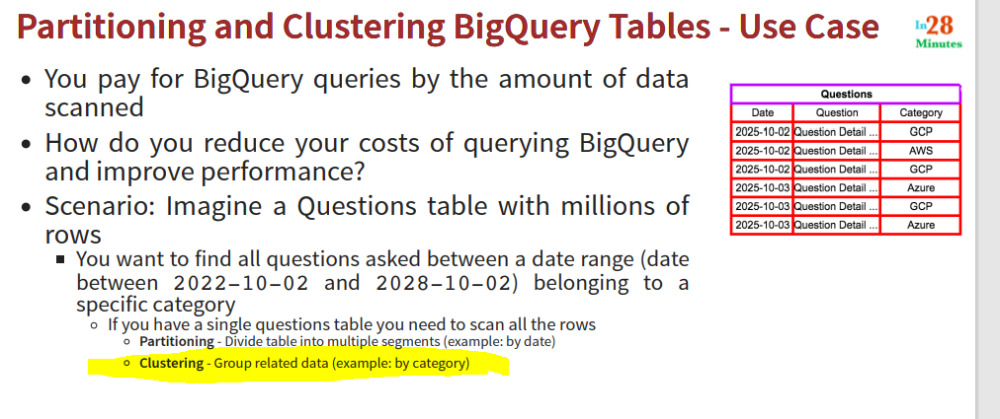 Partitioning and Clustering BigQuery Tables - Use Case
In28
Minutes
• You pay for BigQuery queries by the amount of data
scanned
• How do you reduce your costs of querying BigQuery
and improve performance?
• Scenario: Imagine a Questions table with millions of
rows
▪ You want to find all questions asked between a date range (date
between 2022-10-02 and 2028-10-02) belonging to a
specific category
○ If you have a single questions table you need to scan all the rows
○ Partitioning - Divide table into multiple segments (example: by date)
○ Clustering - Group related data (example: by category)
Questions
Date Question Category
2025-10-02 Question Detail ... GCP
2025-10-02 Question Detail ... AWS
2025-10-02 Question Detail ... GCP
2025-10-03 Question Detail ... Azure
2025-10-03 Question Detail ... GCP
2025-10-03 Question Detail ... Azure